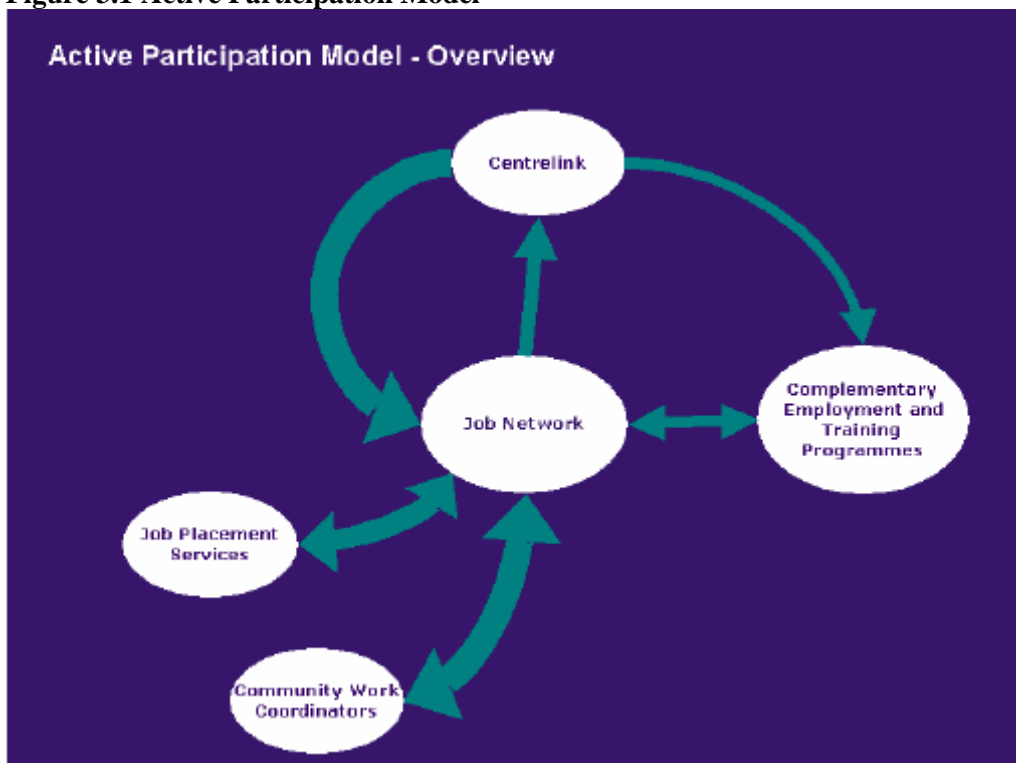 Figure 3.1 Active Participation Model
Active Participation Model - Overview
Centrelink
Job Network
Complementary
Employment and
Training
Programmes
Job Placement
Services
Community Work
Coordinators